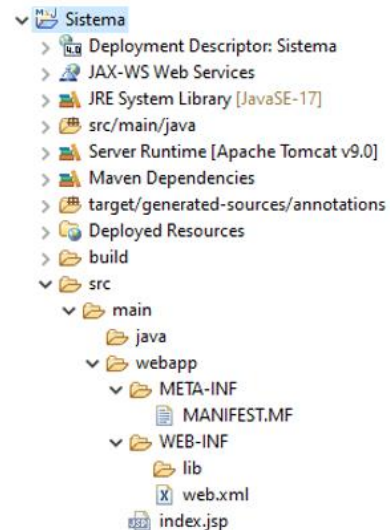 Sistema
Deployment Descriptor: Sistema
JAX-WS Web Services
JRE System Library [JavaSE-17]
src/main/java
Server Runtime [Apache Tomcat v9.0]
Maven Dependencies
target/generated-sources/annotations
Deployed Resources
build
src
main
java
webapp
META-INF
MANIFEST.MF
WEB-INF
lib
web.xml
index.jsp